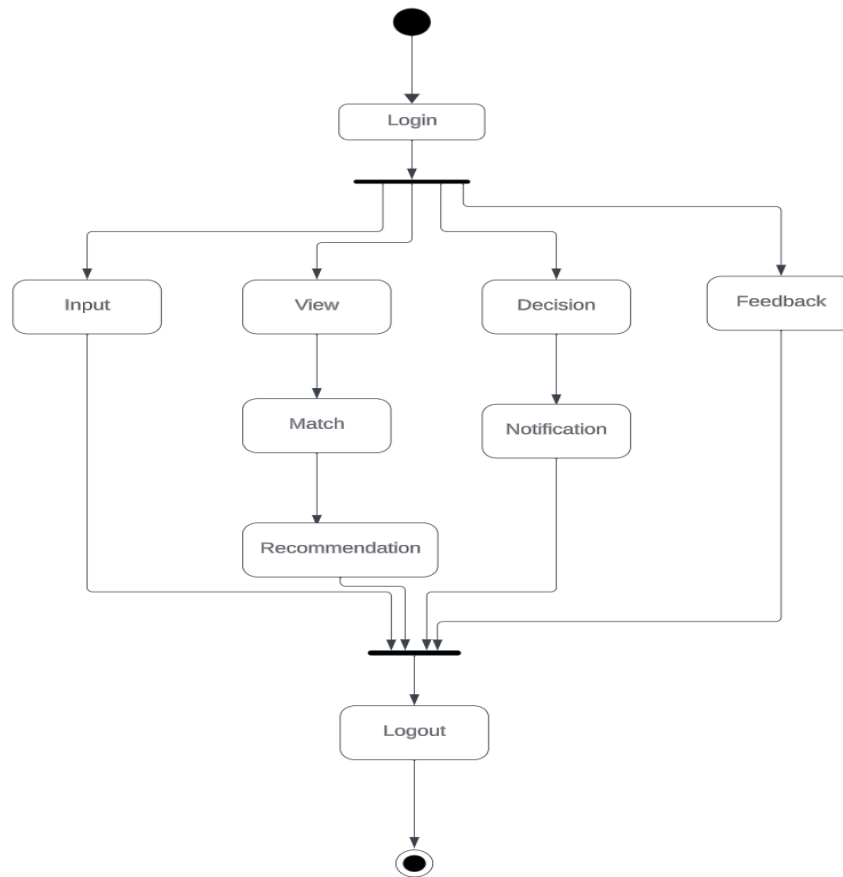 Login
Input
View
Decision
Feedback
Match
Notification
Recommendation
Logout